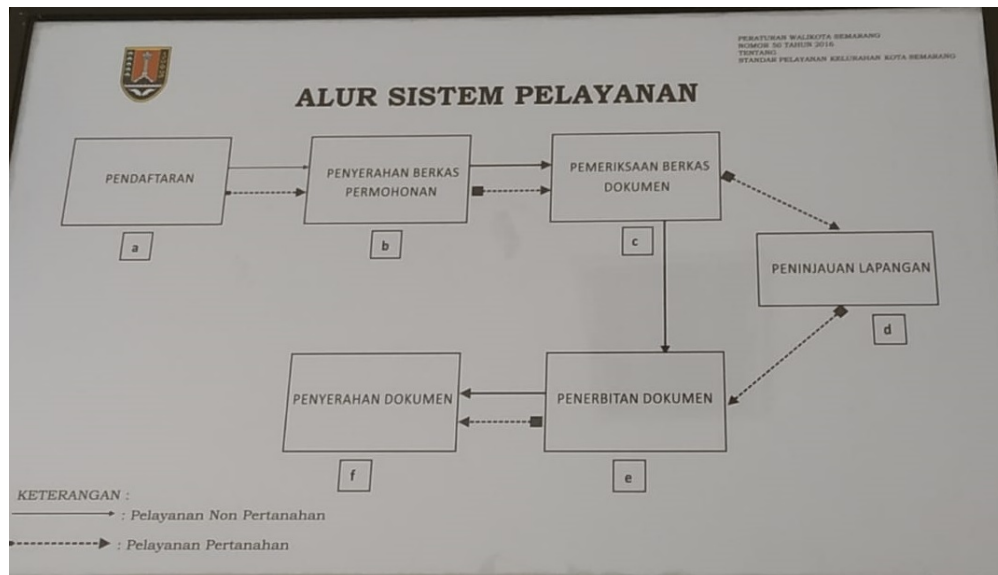 PERATURAN WALIKOTA SEMARANG
NOMOR 50 TAHUN 2016
TENTANG
STANDAR PELAYANAN KELURAHAN KOTA SEMARANG
ALUR SISTEM PELAYANAN
PENDAFTARAN
a
PENYERAHAN BERKAS
PERMOHONAN
b
PEMERIKSAAN BERKAS
DOKUMEN
c
PENINJAUAN LAPANGAN
d
PENERBITAN DOKUMEN
e
PENYERAHAN DOKUMEN
f
KETERANGAN :
: Pelayanan Non Pertanahan
: Pelayanan Pertanahan